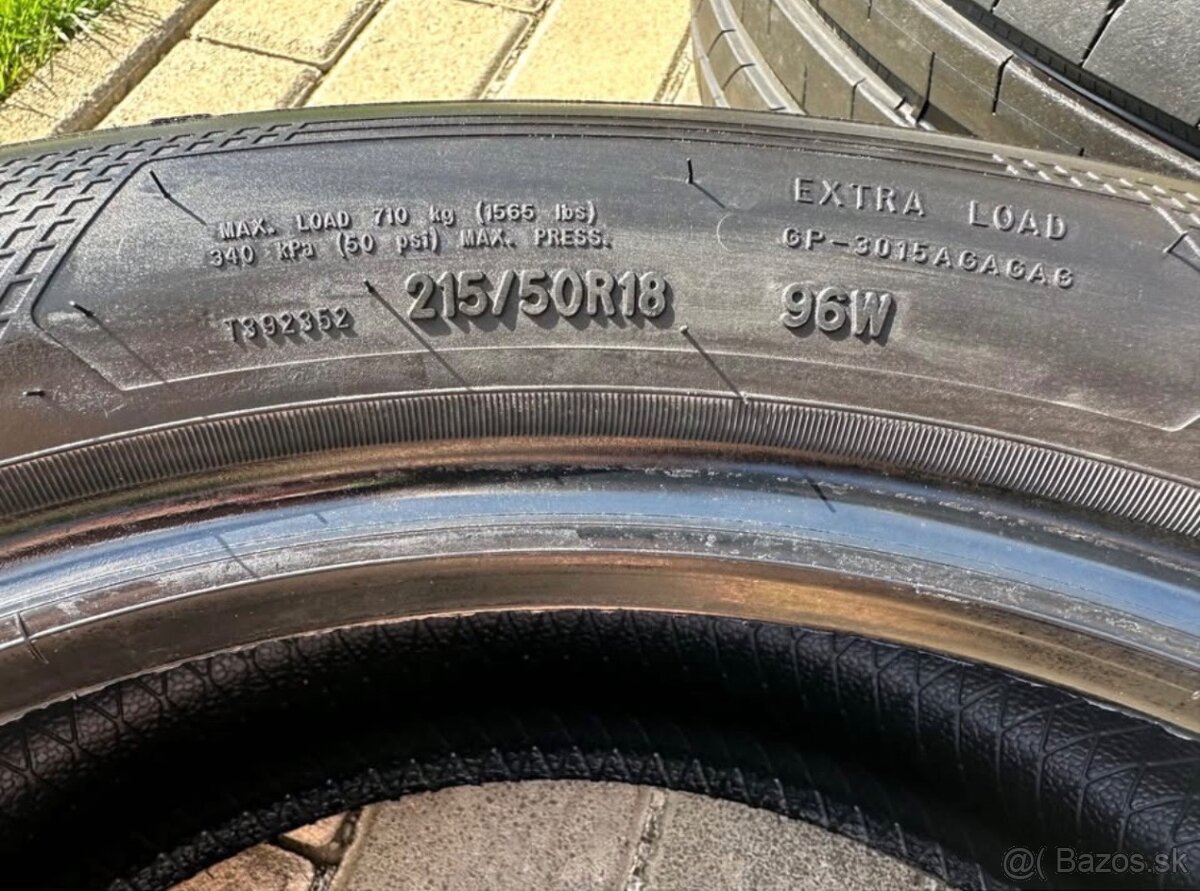 MAX. LOAD 710 kg (1565 lbs)
340 kPa (50 psi) MAX. PRESS.
EXTRA LOAD
GP-3015AGAGAG
T392352
215/50R18 96W
@( Bazos.sk